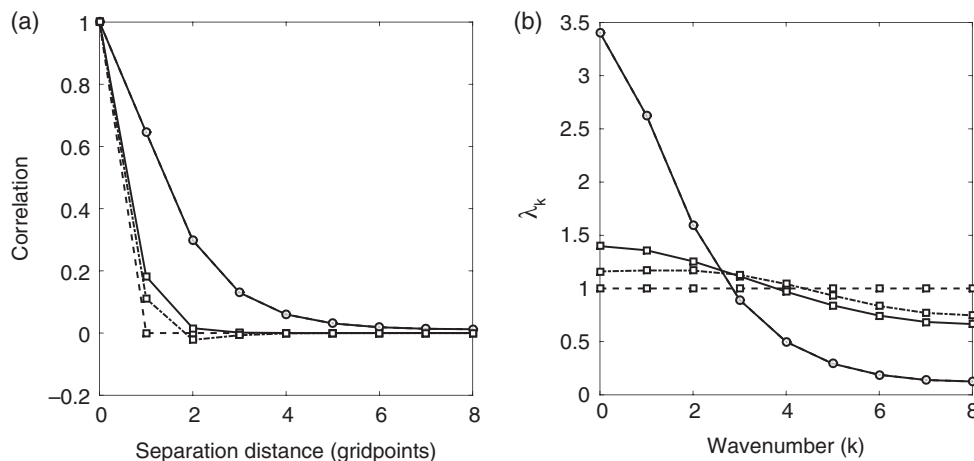 (a)
1
0.8
0.6
0.4
0.2
0
−0.2
Correlation
0 2 4 6 8
Separation distance (gridpoints)
(b)
3.5
3
2.5
2
1.5
1
0.5
0
λk
0 2 4 6 8
Wavenumber (k)